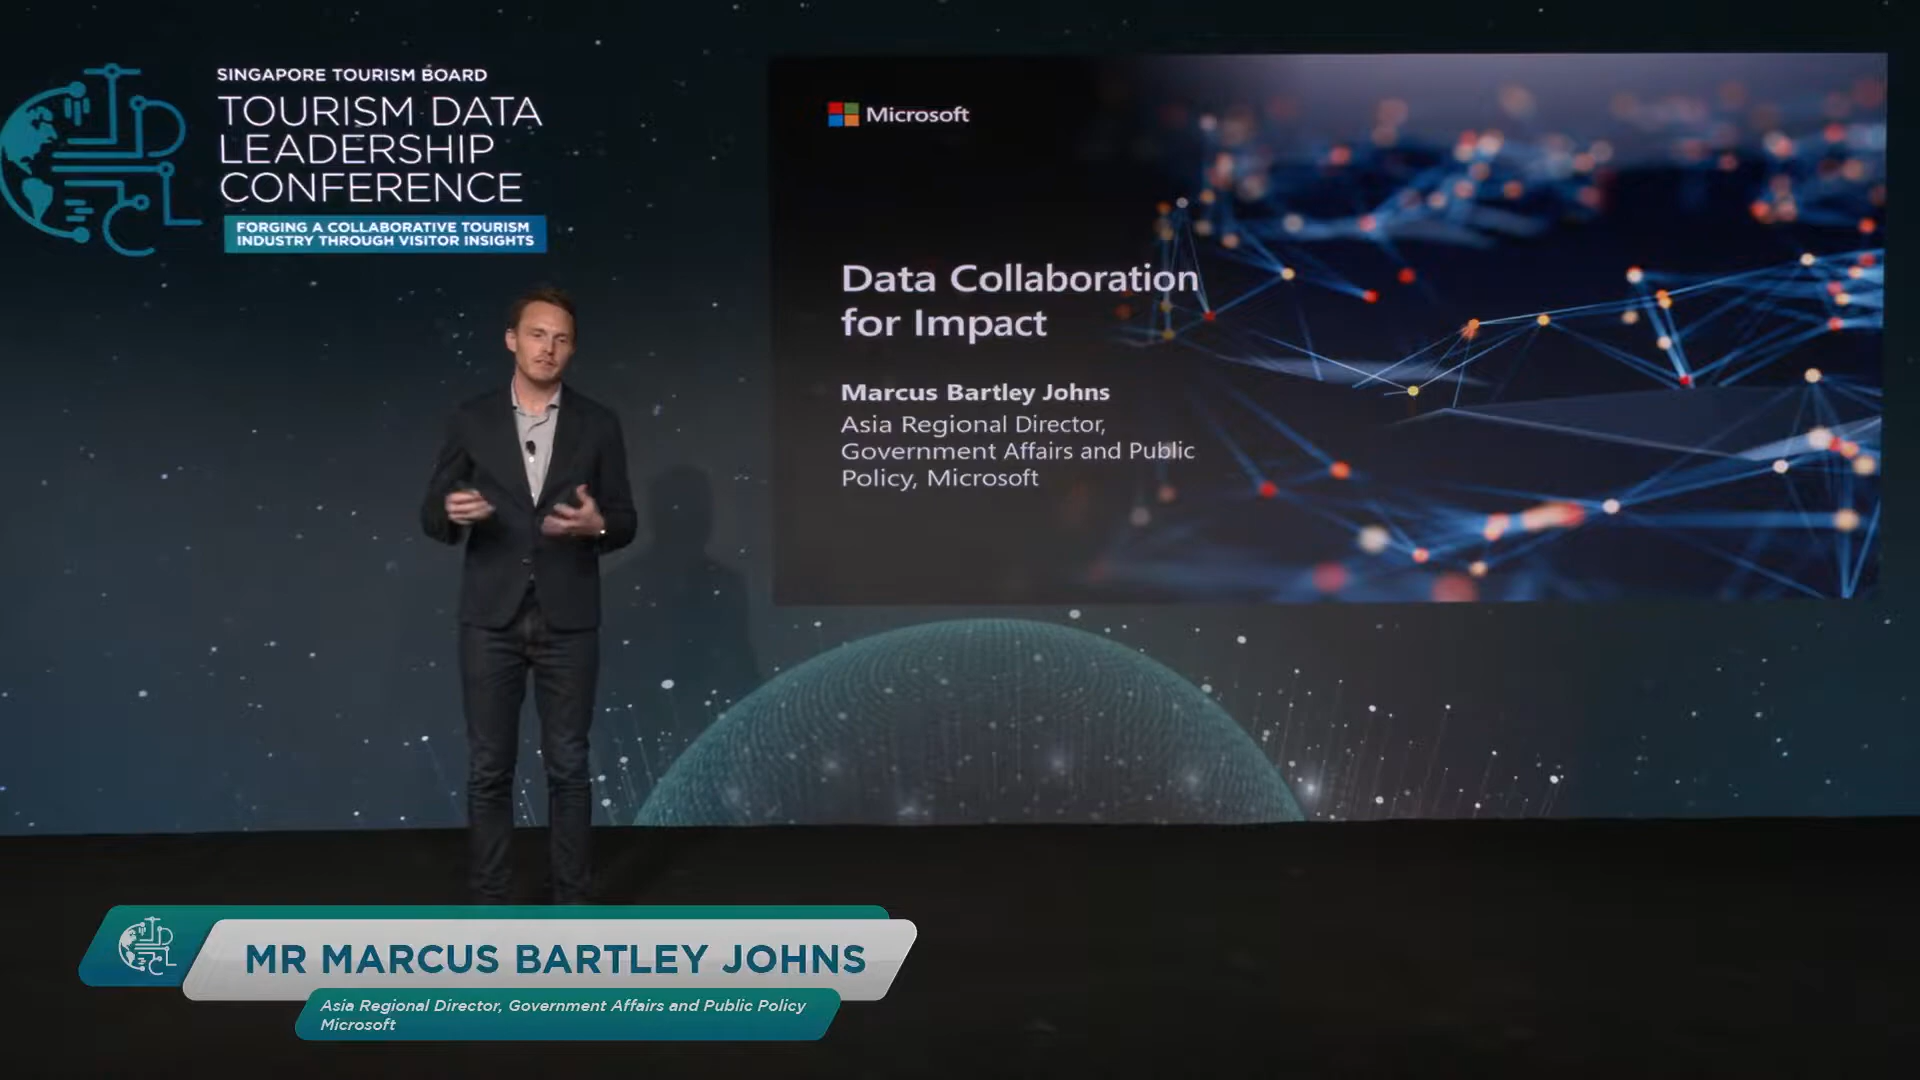 SINGAPORE TOURISM BOARD
TOURISM DATA
LEADERSHIP
CONFERENCE
FORGING A COLLABORATIVE TOURISM
INDUSTRY THROUGH VISITOR INSIGHTS
Microsoft
Data Collaboration
for Impact
Marcus Bartley Johns
Asia Regional Director,
Government Affairs and Public
Policy, Microsoft
MR MARCUS BARTLEY JOHNS
Asia Regional Director, Government Affairs and Public Policy
Microsoft